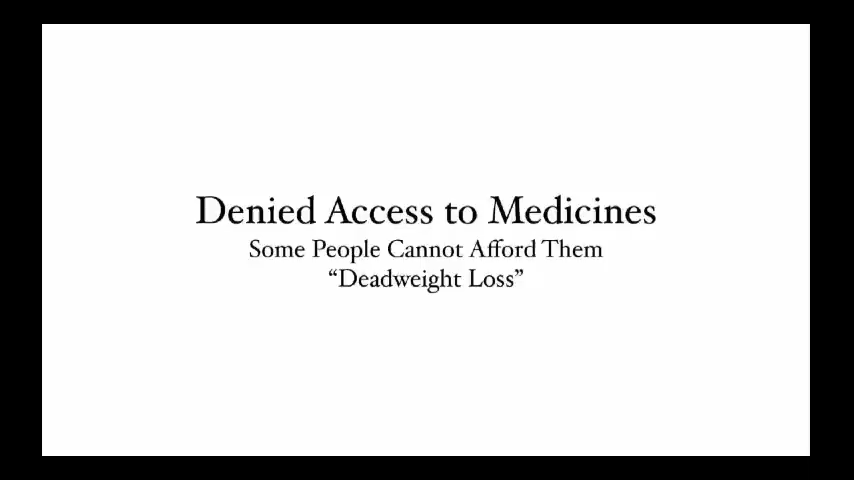 Denied Access to Medicines
Some People Cannot Afford Them
“Deadweight Loss”